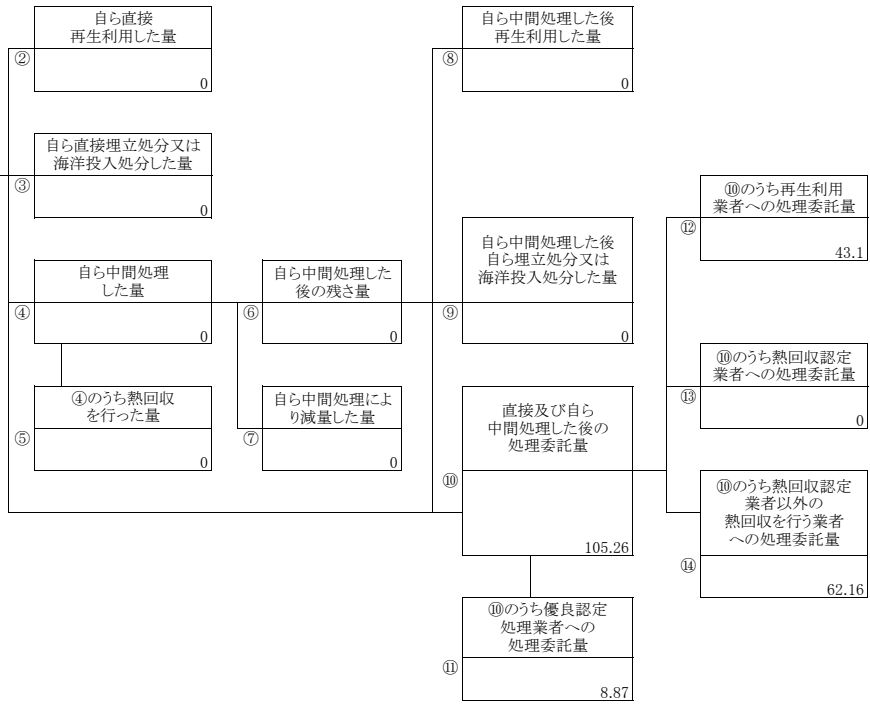 自ら直接
再生利用した量
②
0
自ら直接埋立処分又は
海洋投入処分した量
③
0
自ら中間処理
した量
④
0
④のうち熱回収
を行った量
⑤
0
自ら中間処理した
後の残さ量
⑥
0
自ら中間処理によ
り減量した量
⑦
0
自ら中間処理した後
再生利用した量
⑧
0
自ら中間処理した後
自ら埋立処分又は
海洋投入処分した量
⑨
0
直接及び自ら
中間処理した後の
処理委託量
⑩
105.26
⑩のうち優良認定
処理業者への
処理委託量
⑪
8.87
⑩のうち再生利用
業者への処理委託量
⑫
43.1
⑩のうち熱回収認定
業者への処理委託量
⑬
0
⑩のうち熱回収認定
業者以外の
熱回収を行う業者
への処理委託量
⑭
62.16